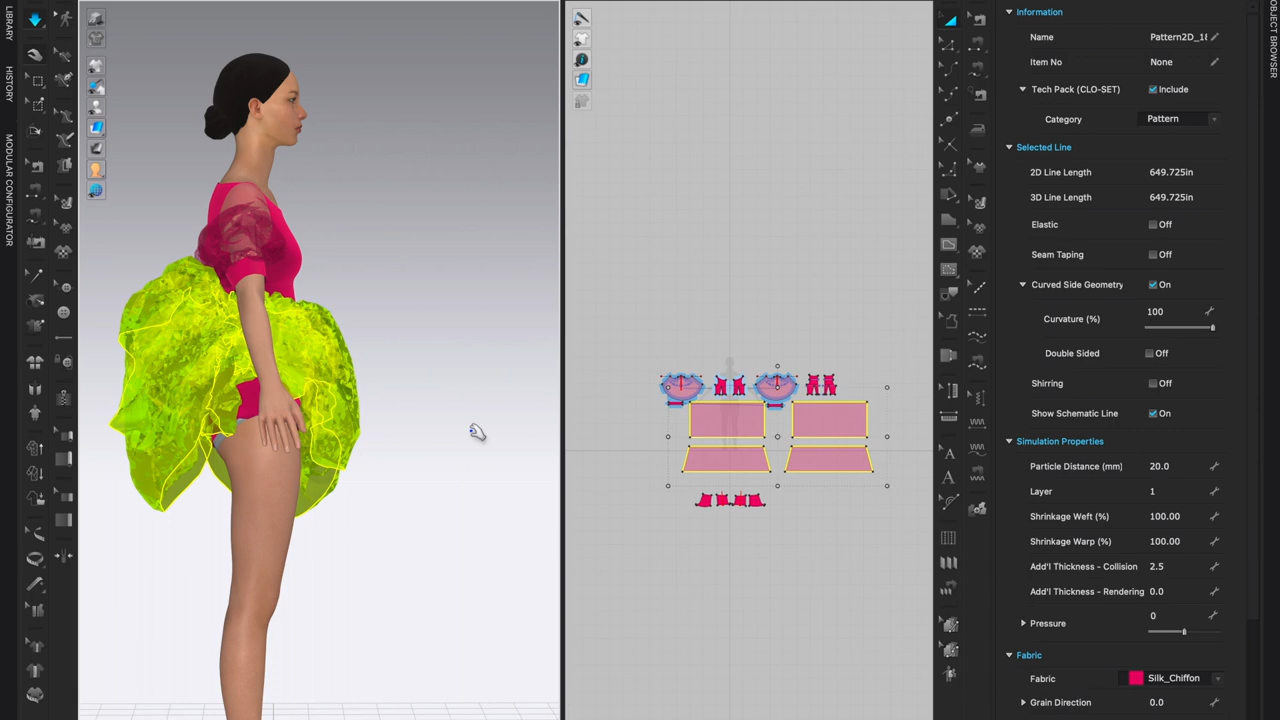 LIBRARY
HISTORY
MODULAR CONFIGURATOR
OBJECT BROWSER
Information
Name Pattern2D_18
Item No None
Tech Pack (CLO-SET) Include
Category Pattern
Selected Line
2D Line Length 649.725in
3D Line Length 649.725in
Elastic Off
Seam Taping Off
Curved Side Geometry On
Curvature (%) 100
Double Sided Off
Shirring Off
Show Schematic Line On
Simulation Properties
Particle Distance (mm) 20.0
Layer 1
Shrinkage Weft (%) 100.00
Shrinkage Warp (%) 100.00
Add'l Thickness - Collision 2.5
Add'l Thickness - Rendering 0.0
Pressure 0
Fabric
Fabric Silk_Chiffon
Grain Direction 0.0